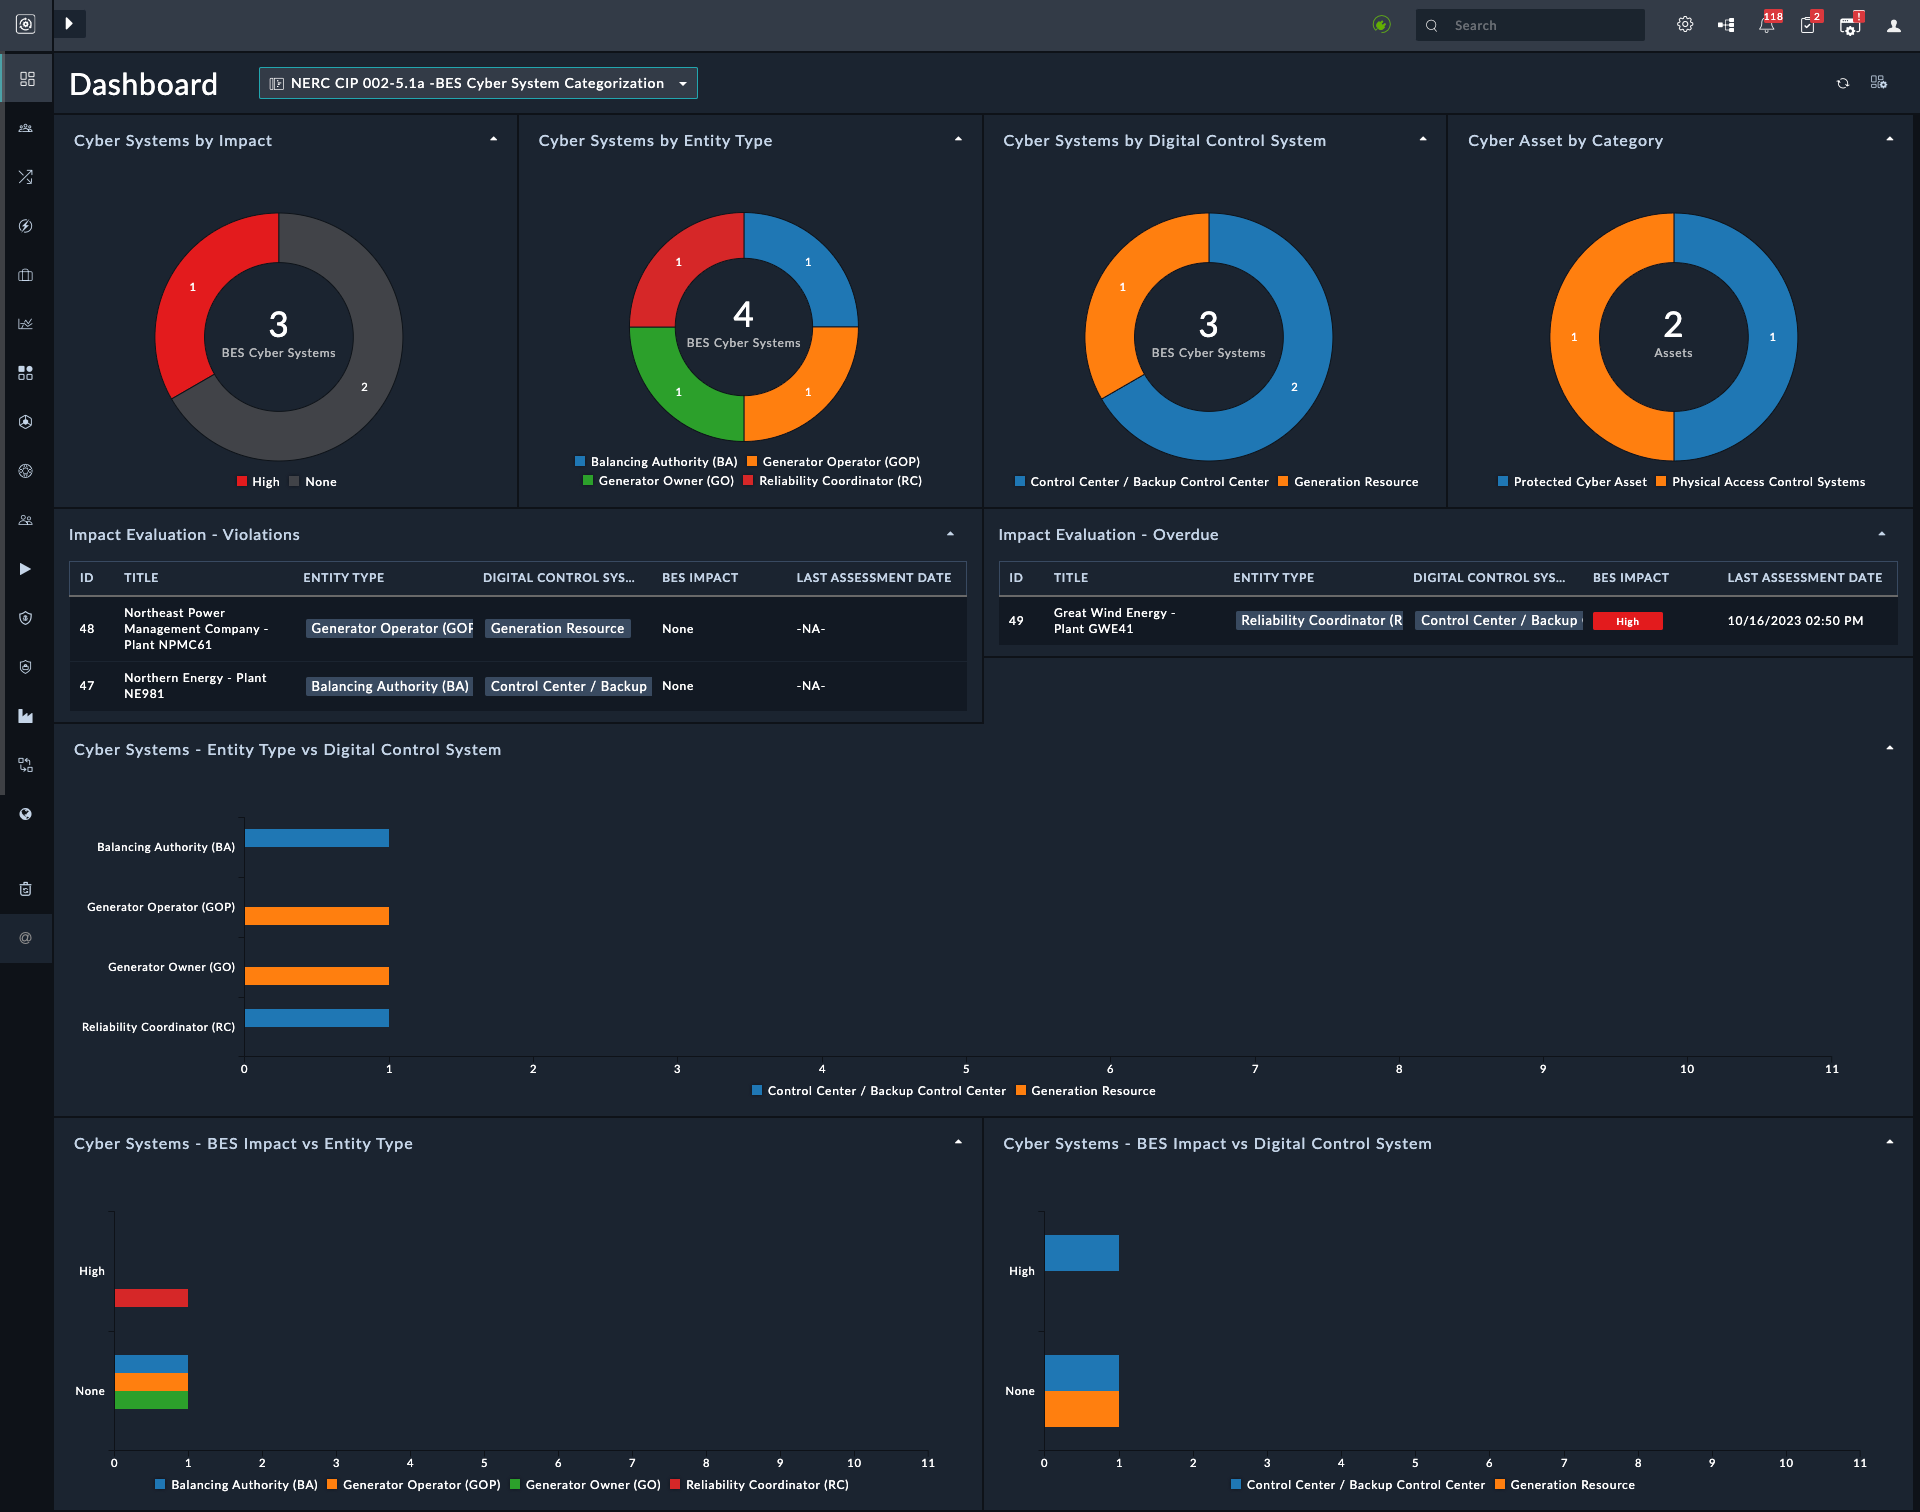 Search
118
2
!
Dashboard
NERC CIP 002-5.1a -BES Cyber System Categorization
Cyber Systems by Impact
1
3
BES Cyber Systems
2
High None
Cyber Systems by Entity Type
1 1
4
BES Cyber Systems
1 1
Balancing Authority (BA) Generator Operator (GOP)
Generator Owner (GO) Reliability Coordinator (RC)
Cyber Systems by Digital Control System
1
3
BES Cyber Systems
2
Control Center / Backup Control Center Generation Resource
Cyber Asset by Category
1 2 1
Assets
Protected Cyber Asset Physical Access Control Systems
Impact Evaluation - Violations
ID TITLE ENTITY TYPE DIGITAL CONTROL SYS... BES IMPACT LAST ASSESSMENT DATE
Northeast Power
48 Management Company - Generator Operator (GOP Generation Resource None -NA-
Plant NPMC61
Northern Energy - Plant
47 Balancing Authority (BA) Control Center / Backup None -NA-
NE981
Impact Evaluation - Overdue
ID TITLE ENTITY TYPE DIGITAL CONTROL SYS... BES IMPACT LAST ASSESSMENT DATE
Great Wind Energy -
49 Reliability Coordinator (R Control Center / Backup High 10/16/2023 02:50 PM
Plant GWE41
Cyber Systems - Entity Type vs Digital Control System
Balancing Authority (BA)
Generator Operator (GOP)
Generator Owner (GO)
Reliability Coordinator (RC)
0 1 2 3 4 5 6 7 8 9 10 11
Control Center / Backup Control Center Generation Resource
Cyber Systems - BES Impact vs Entity Type
High
None
0 1 2 3 4 5 6 7 8 9 10 11
Balancing Authority (BA) Generator Operator (GOP) Generator Owner (GO) Reliability Coordinator (RC)
Cyber Systems - BES Impact vs Digital Control System
High
None
0 1 2 3 4 5 6 7 8 9 10 11
Control Center / Backup Control Center Generation Resource